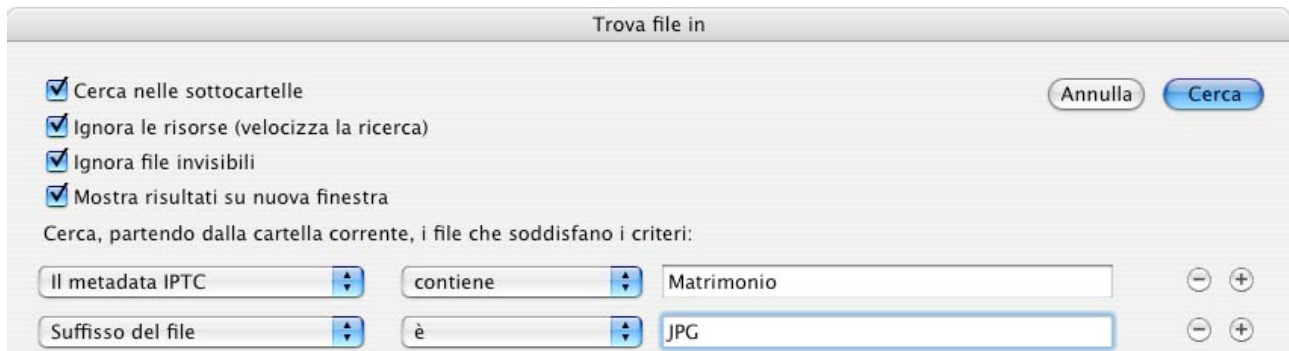 Trova file in
Cerca nelle sottocartelle
Annulla Cerca
Ignora le risorse (velocizza la ricerca)
Ignora file invisibili
Mostra risultati su nuova finestra
Cerca, partendo dalla cartella corrente, i file che soddisfano i criteri:
Il metadata IPTC contiene Matrimonio
Suffisso del file è JPG